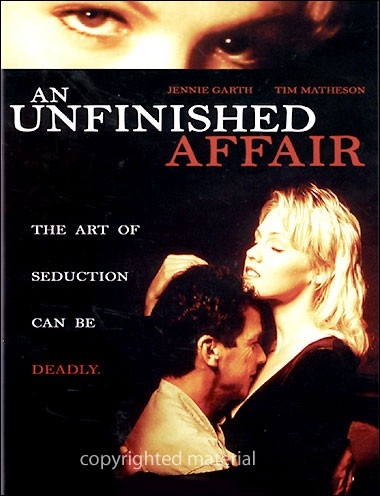 JENNIE GARTH TIM MATHESON
AN
UNFINISHED
AFFAIR
THE ART OF
SEDUCTION
CAN BE
DEADLY.
copyrighted material